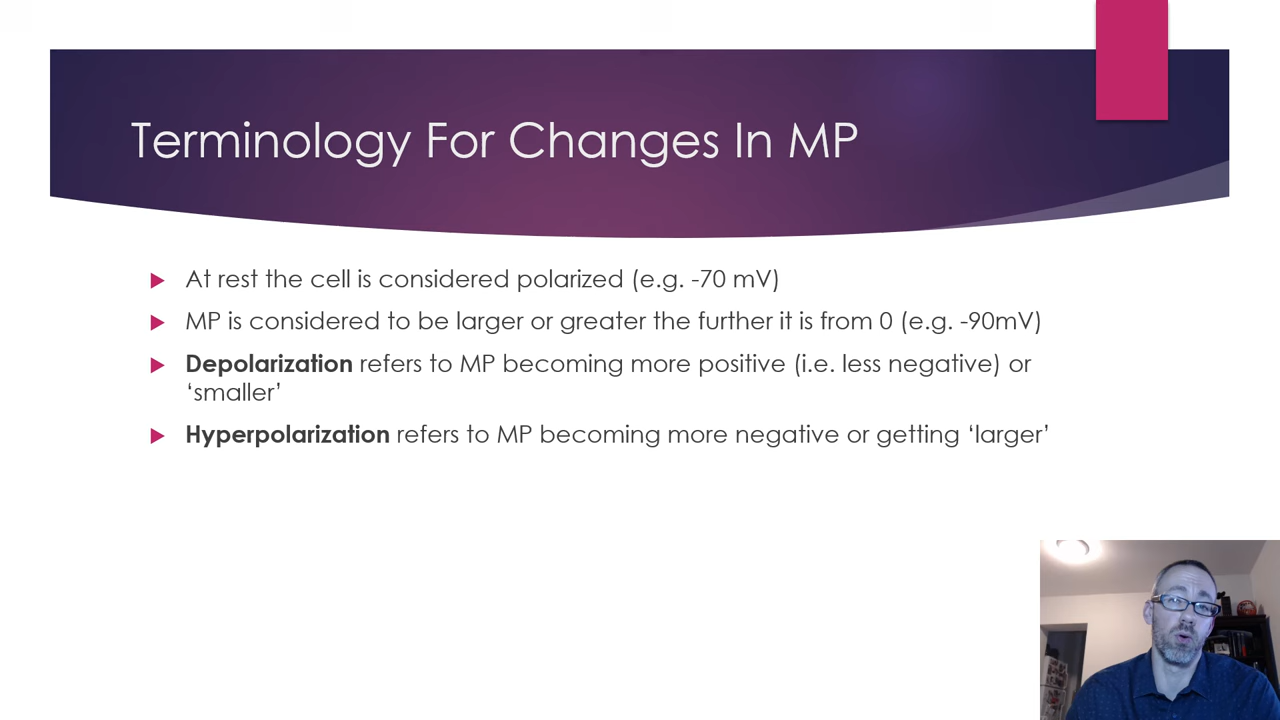 Terminology For Changes In MP
At rest the cell is considered polarized (e.g. -70 mV)
MP is considered to be larger or greater the further it is from 0 (e.g. -90mV)
Depolarization refers to MP becoming more positive (i.e. less negative) or
‘smaller’
Hyperpolarization refers to MP becoming more negative or getting ‘larger’